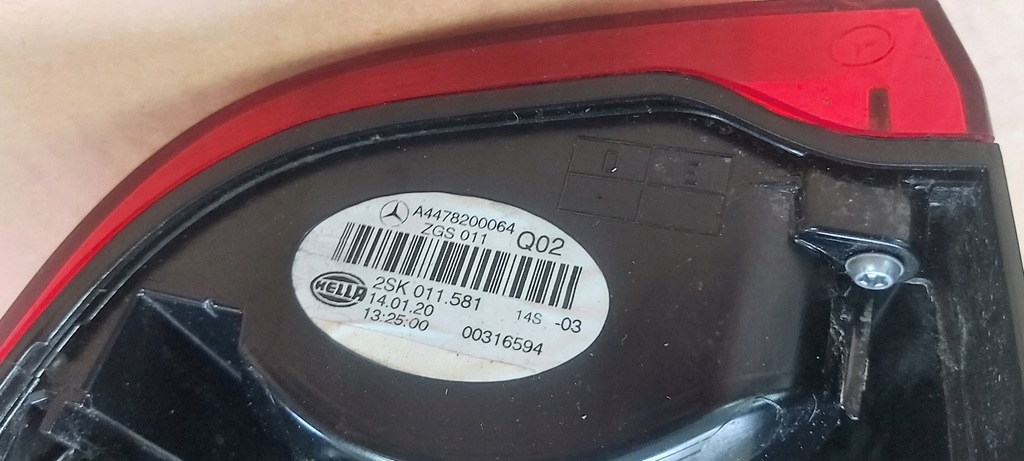 A4478200064
ZGS 011 Q02
HELLA 2SK 011.581
14.01.20 14S -03
13:25:00 00316594
D E